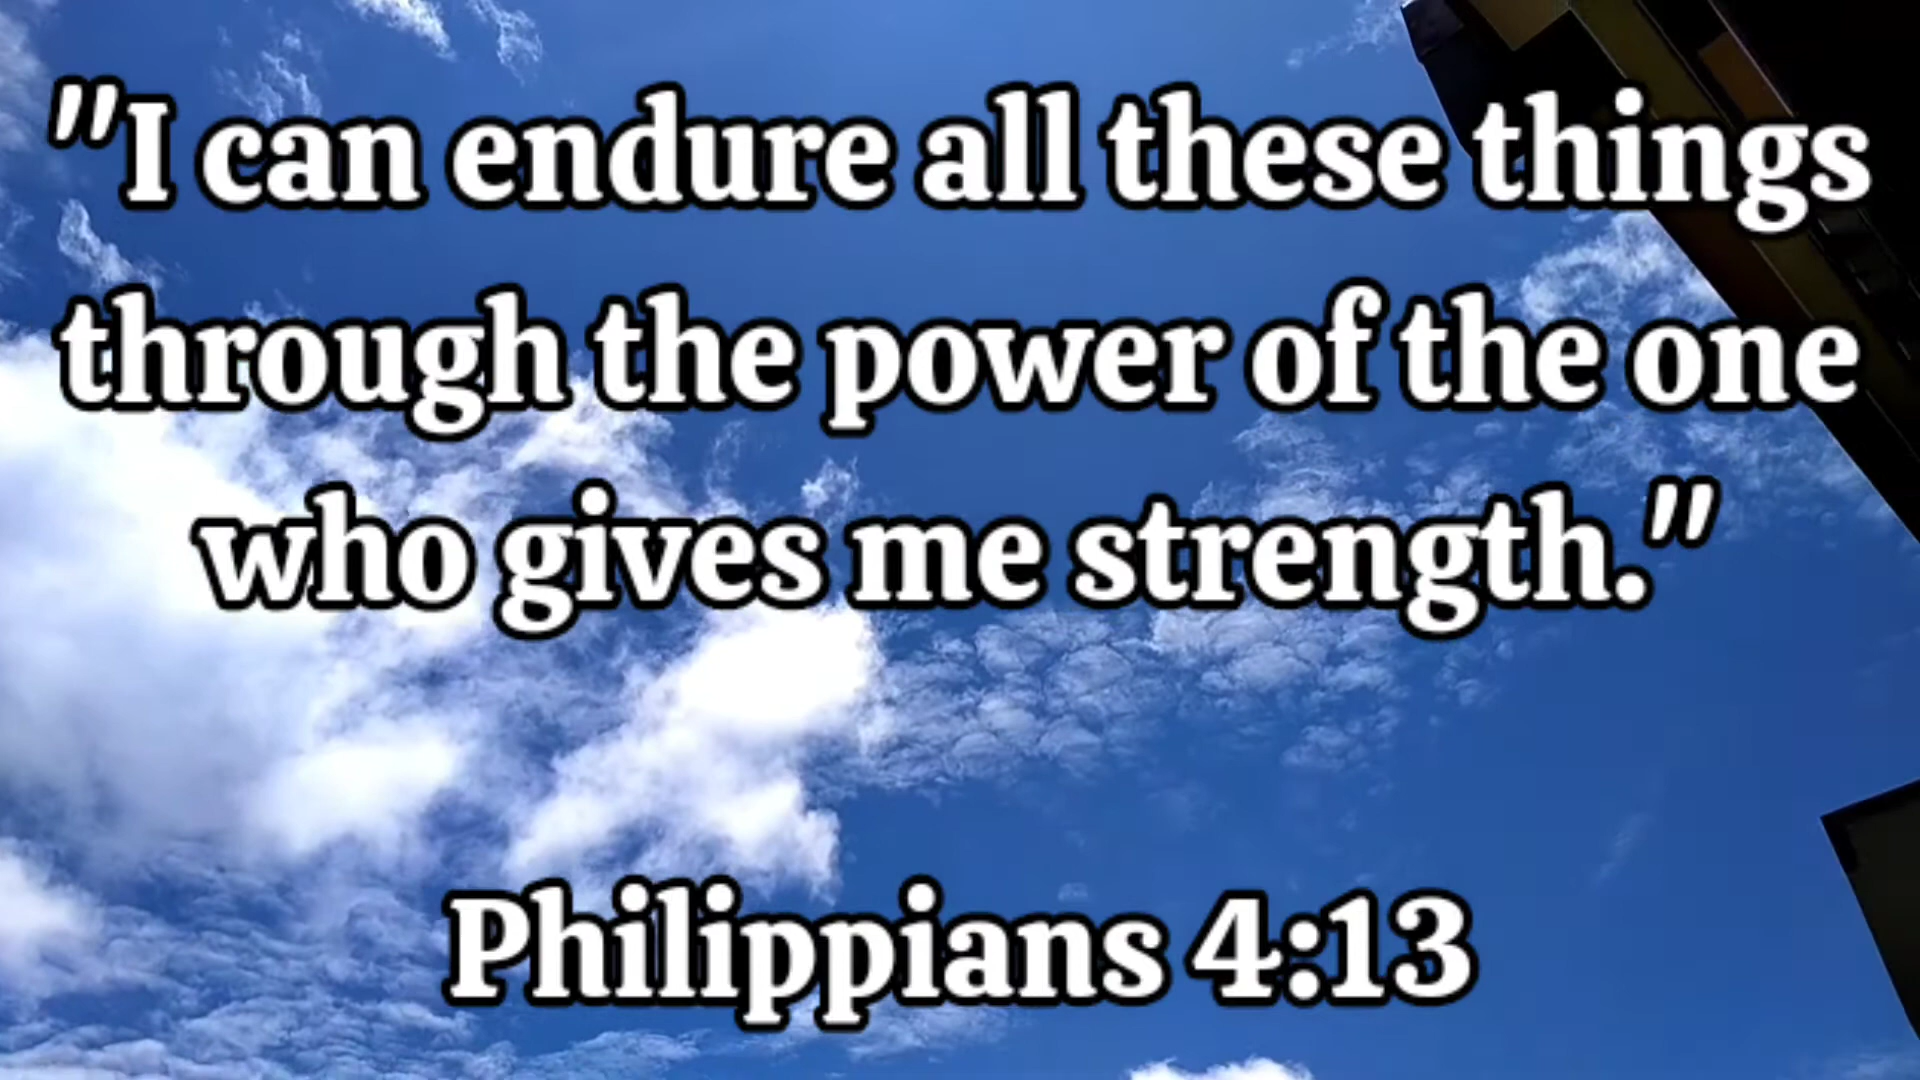 "I can endure all these things
through the power of the one
who gives me strength."
Philippians 4:13